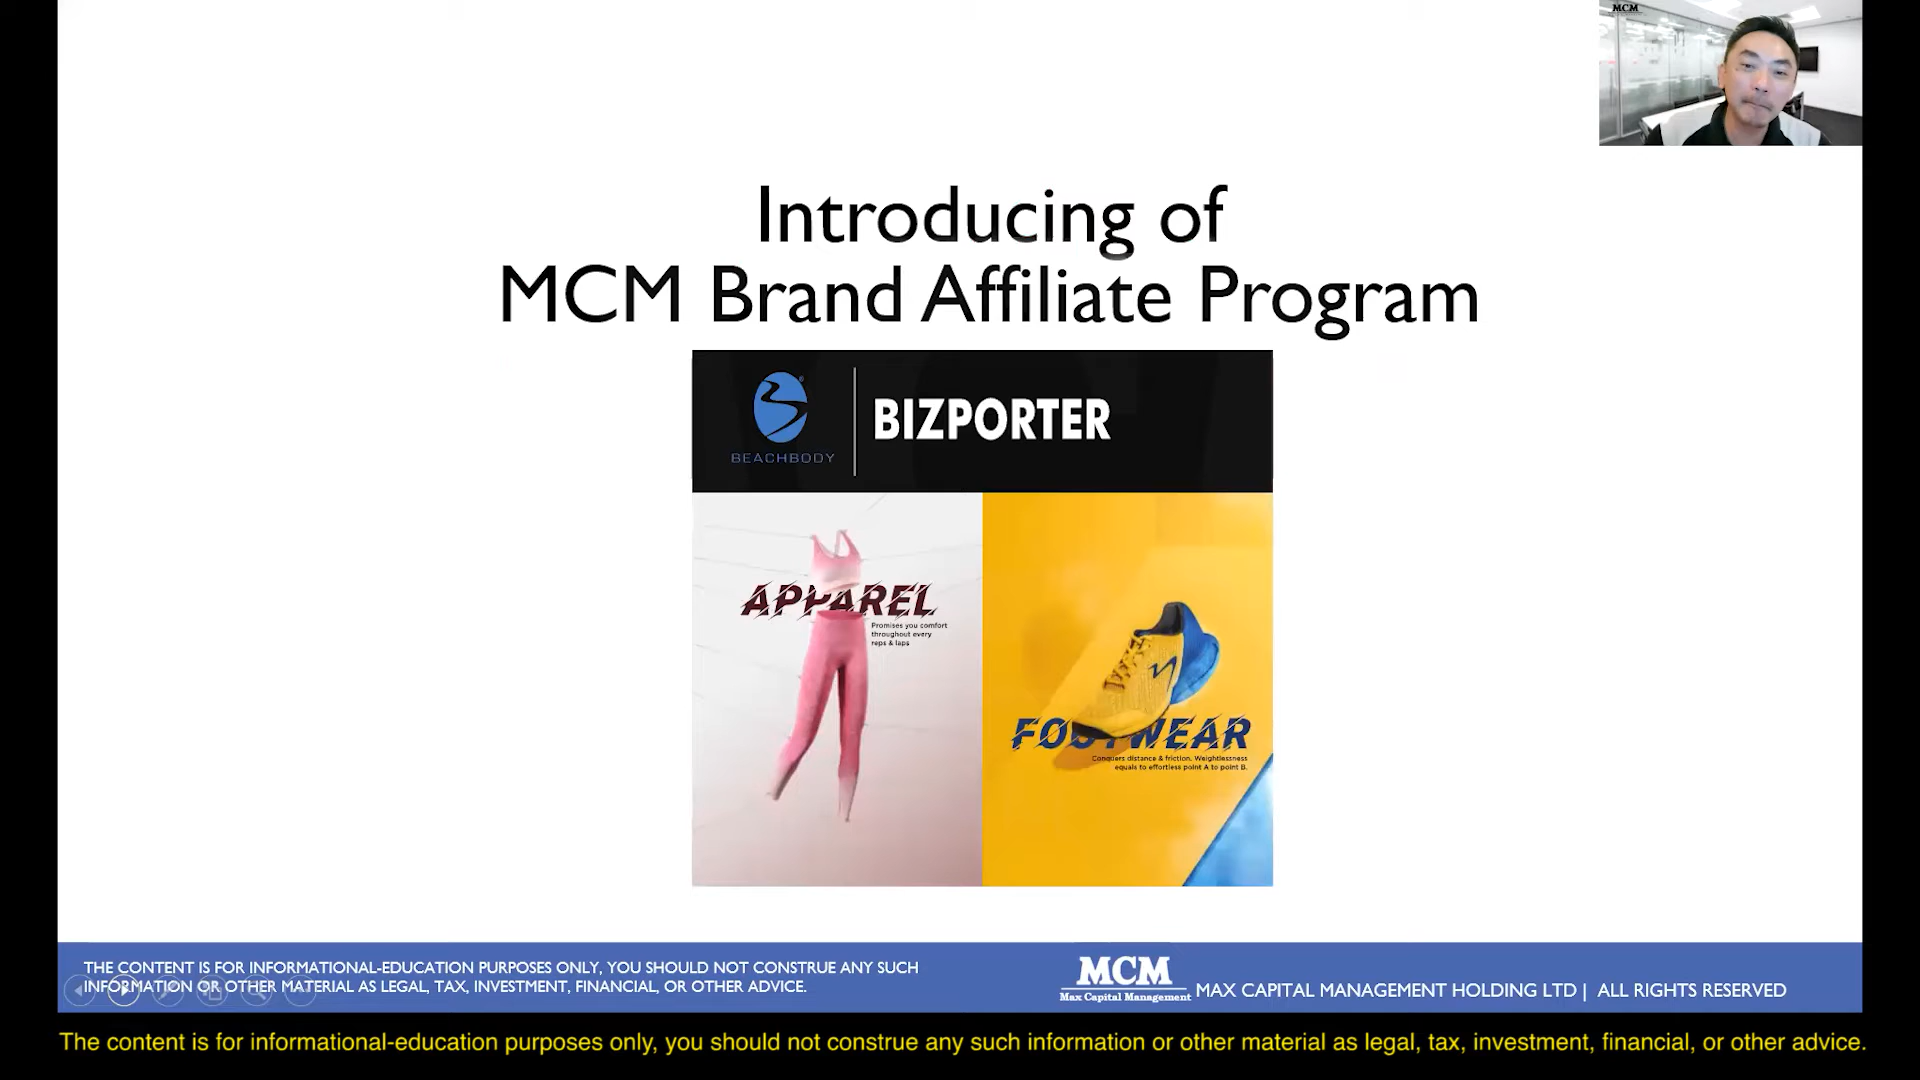 MCM
Introducing of
MCM Brand Affiliate Program
BEACHBODY
BIZPORTER
APPAREL
Promises you comfort
throughout every
reps & laps
FOOTWEAR
Conquers distance & friction. Weightlessness
equals to effortless point A to point B.
THE CONTENT IS FOR INFORMATIONAL-EDUCATION PURPOSES ONLY, YOU SHOULD NOT CONSTRUE ANY SUCH
INFORMATION OR OTHER MATERIAL AS LEGAL, TAX, INVESTMENT, FINANCIAL, OR OTHER ADVICE.
MCM
Max Capital Management
MAX CAPITAL MANAGEMENT HOLDING LTD | ALL RIGHTS RESERVED
The content is for informational-education purposes only, you should not construe any such information or other material as legal, tax, investment, financial, or other advice.